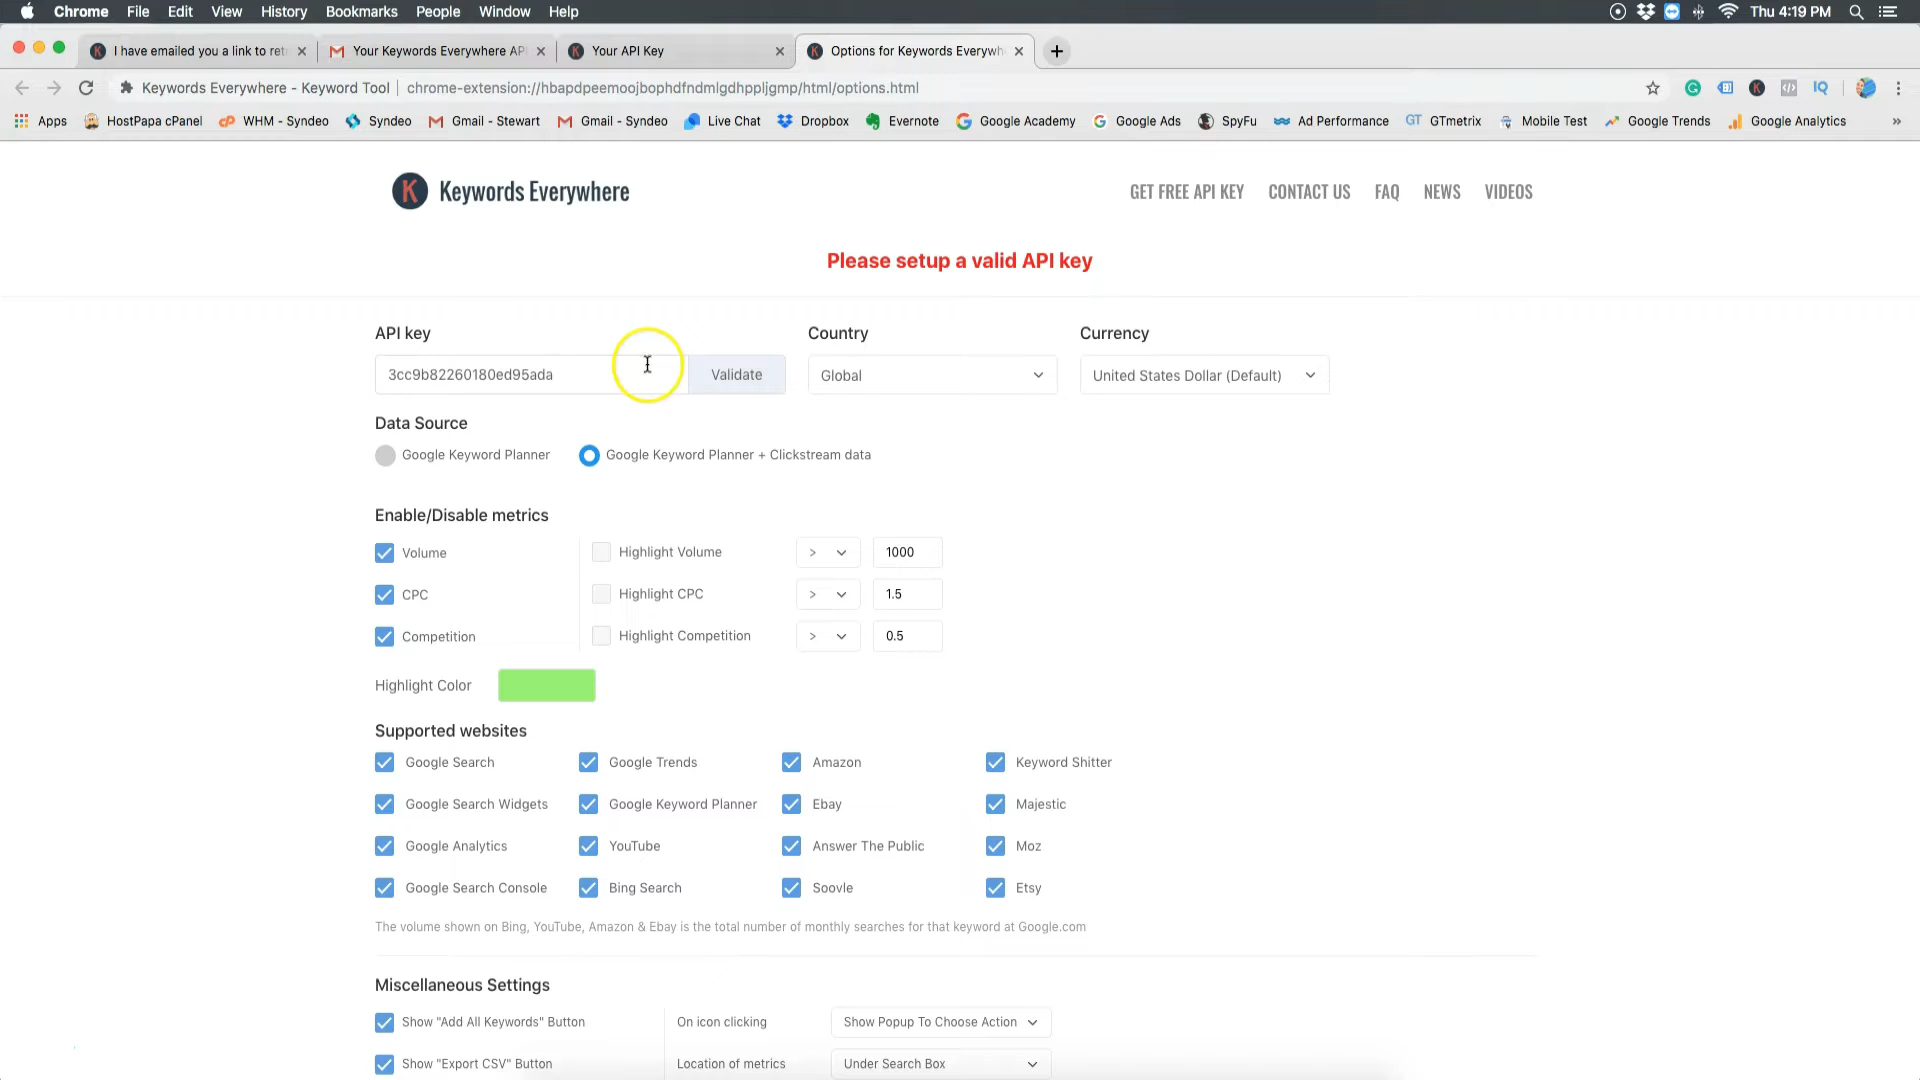 Chrome File Edit View History Bookmarks People Window Help Thu 4:19 PM
I have emailed you a link to ret Your Keywords Everywhere AP Your API Key Options for Keywords Everywh
Keywords Everywhere - Keyword Tool chrome-extension://hbapdpeemoojbophdfndmlgdhppljgmp/html/options.html
Apps HostPapa cPanel WHM - Syndeo Syndeo Gmail - Stewart Gmail - Syndeo Live Chat Dropbox Evernote Google Academy Google Ads SpyFu Ad Performance GTmetrix Mobile Test Google Trends Google Analytics »
K Keywords Everywhere GET FREE API KEY CONTACT US FAQ NEWS VIDEOS
Please setup a valid API key
API key Country Currency
3cc9b82260180ed95ada Validate Global United States Dollar (Default)
Data Source
Google Keyword Planner Google Keyword Planner + Clickstream data
Enable/Disable metrics
Volume Highlight Volume > 1000
CPC Highlight CPC > 1.5
Competition Highlight Competition > 0.5
Highlight Color
Supported websites
Google Search Google Trends Amazon Keyword Shitter
Google Search Widgets Google Keyword Planner Ebay Majestic
Google Analytics YouTube Answer The Public Moz
Google Search Console Bing Search Soovle Etsy
The volume shown on Bing, YouTube, Amazon & Ebay is the total number of monthly searches for that keyword at Google.com
Miscellaneous Settings
Show "Add All Keywords" Button On icon clicking Show Popup To Choose Action
Show "Export CSV" Button Location of metrics Under Search Box